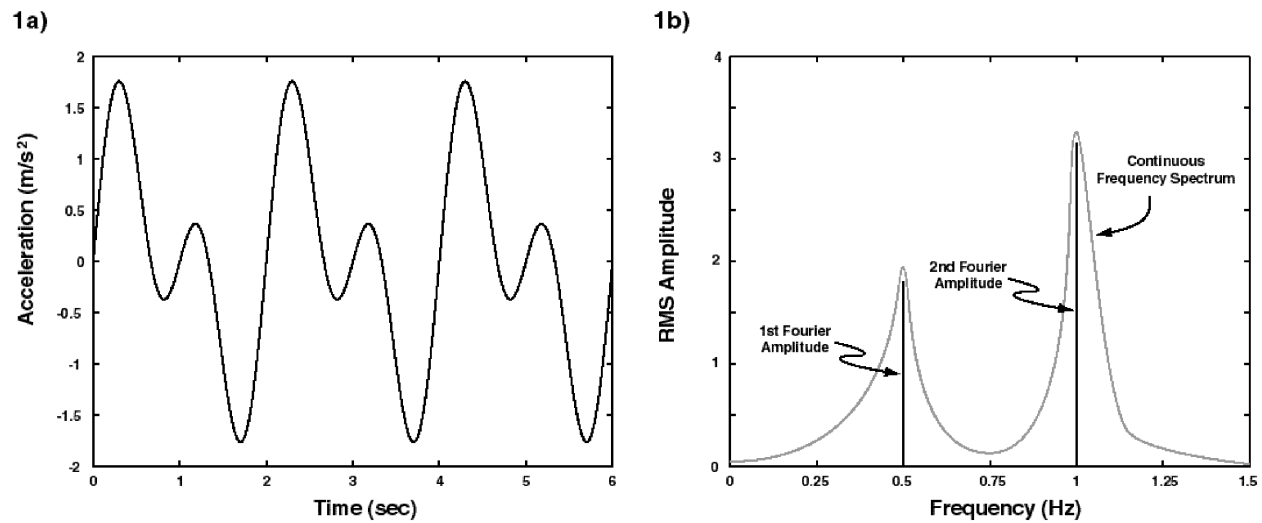 1a)
2
1.5
1
0.5
0
-0.5
-1
-1.5
-2
Acceleration (m/s²)
0 1 2 3 4 5 6
Time (sec)
1b)
4
3
2
1
0
RMS Amplitude
Continuous
Frequency Spectrum
2nd Fourier
Amplitude
1st Fourier
Amplitude
0 0.25 0.5 0.75 1 1.25 1.5
Frequency (Hz)